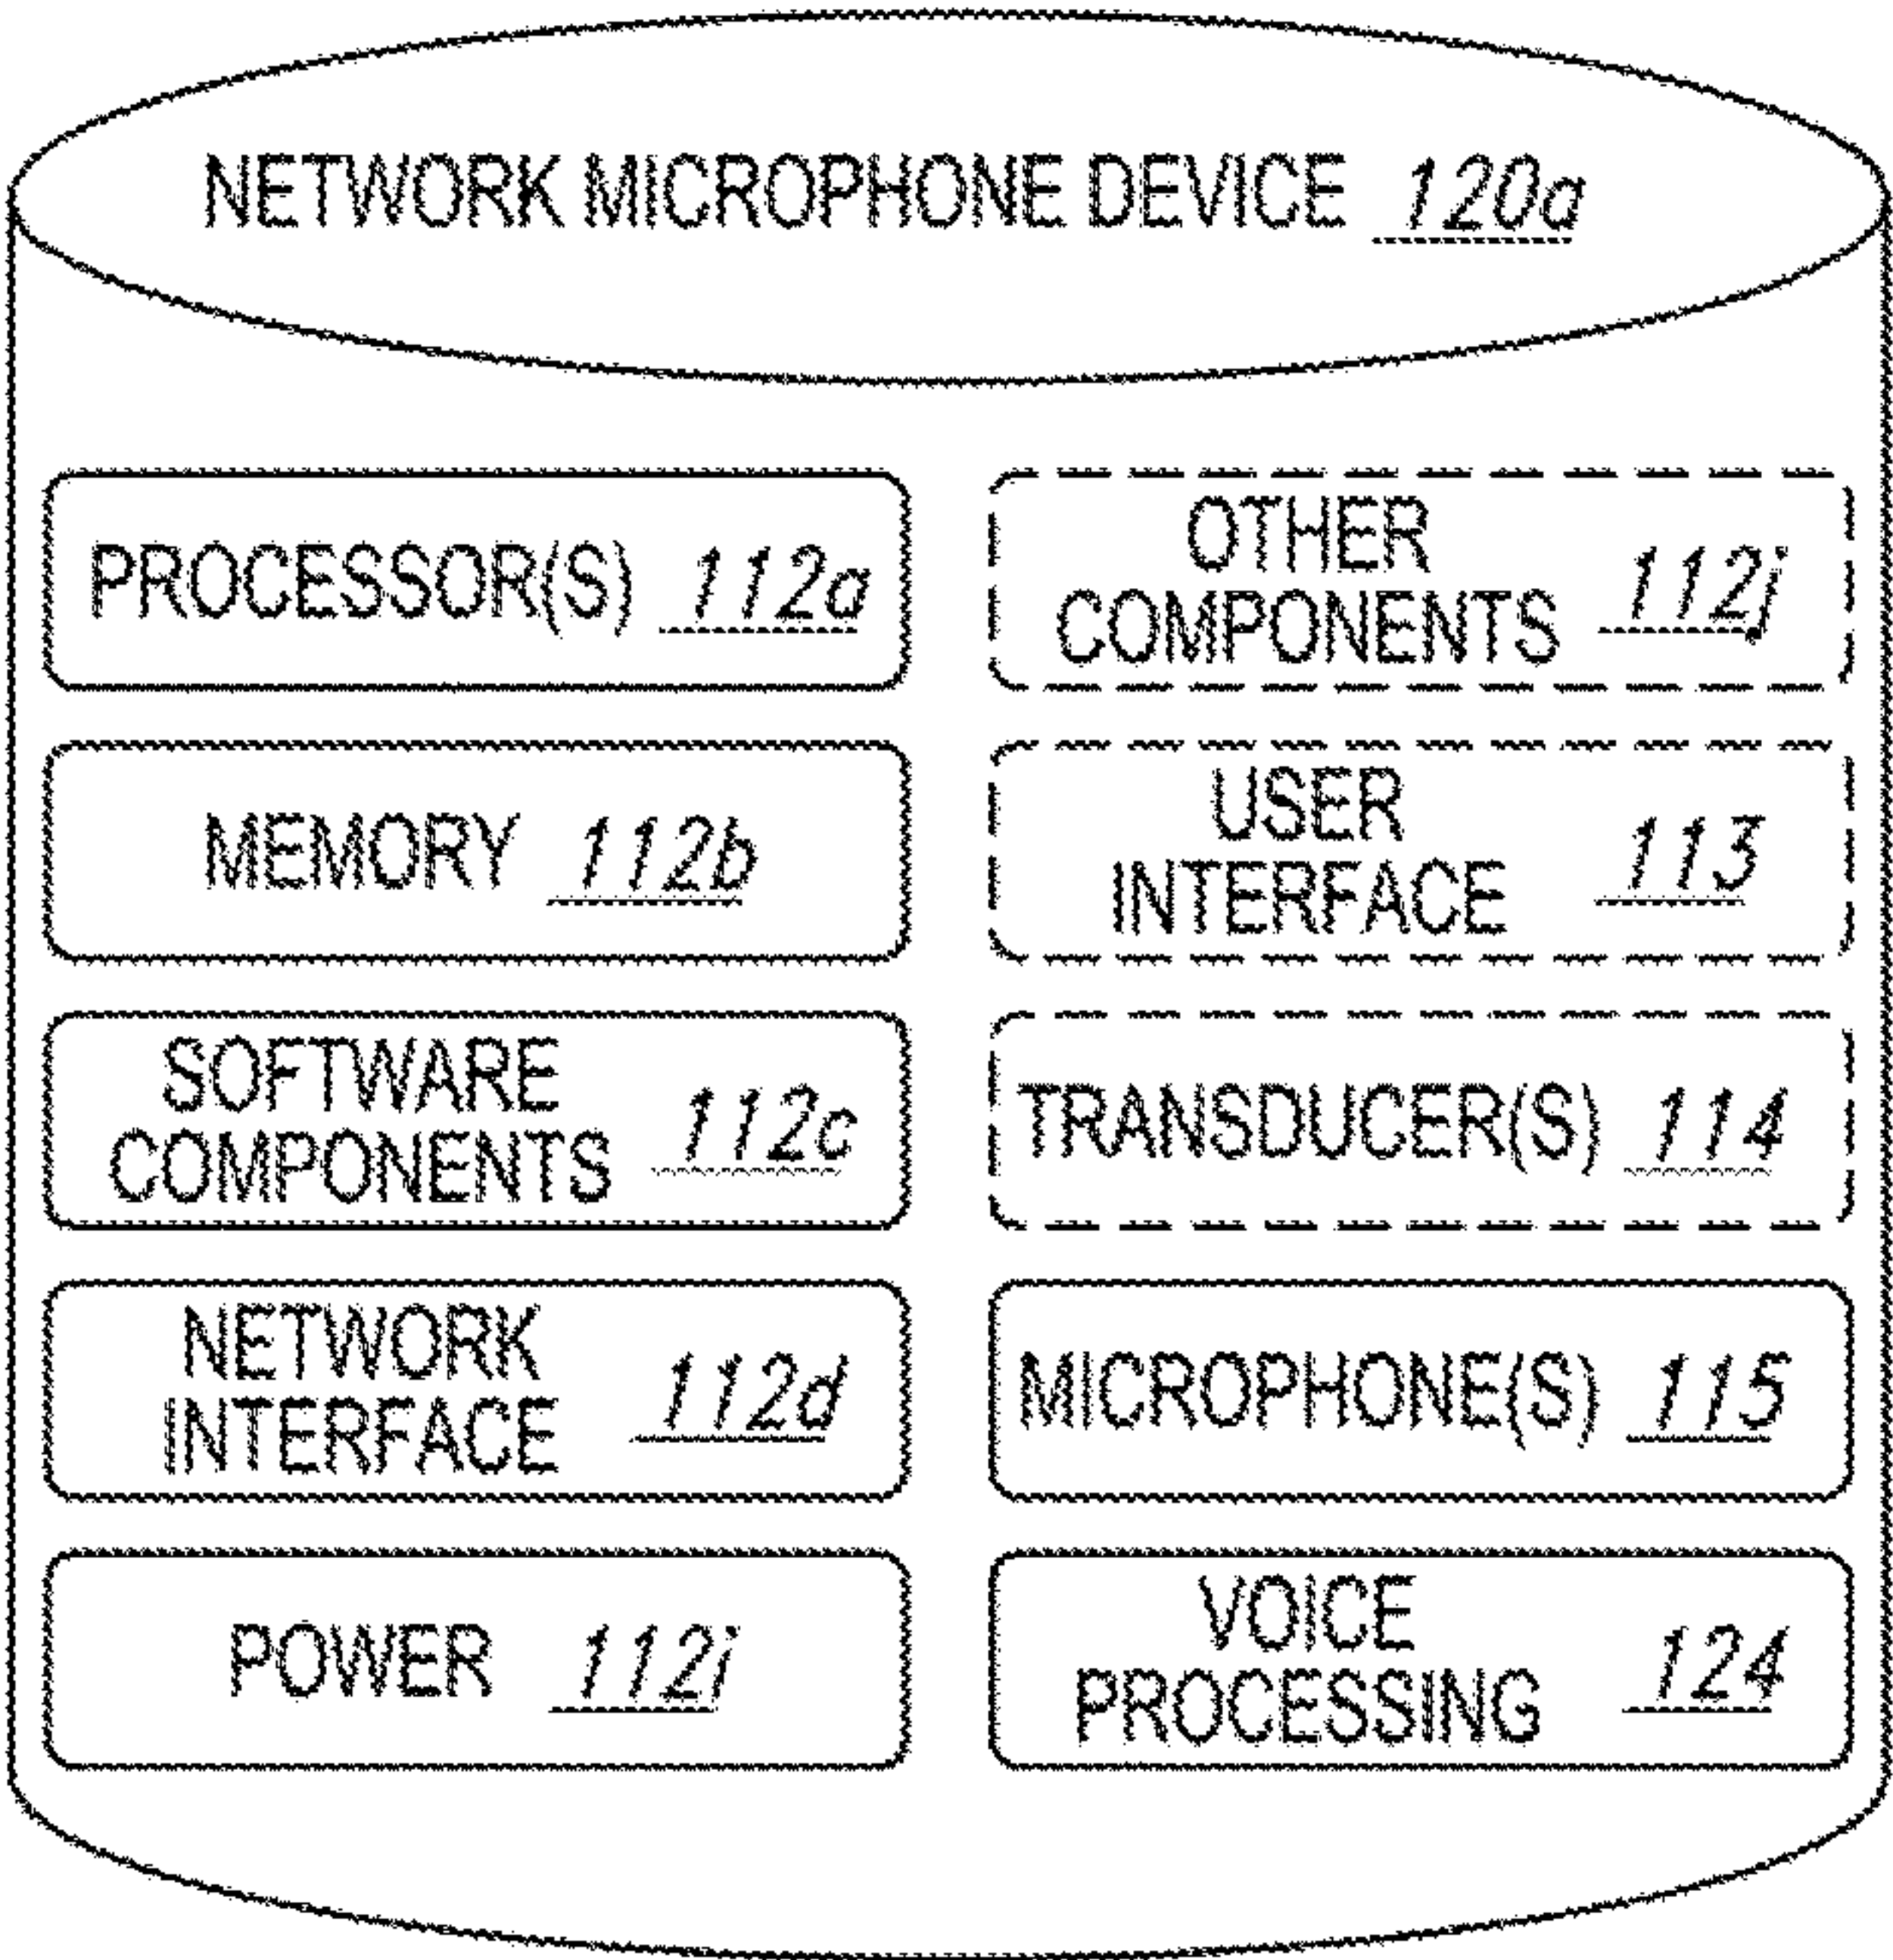 NETWORK MICROPHONE DEVICE 120a
PROCESSOR(S) 112a
MEMORY 112b
SOFTWARE
COMPONENTS 112c
NETWORK
INTERFACE 112d
POWER 112i
OTHER
COMPONENTS 112j
USER
INTERFACE 113
TRANSDUCER(S) 114
MICROPHONE(S) 115
VOICE
PROCESSING 124